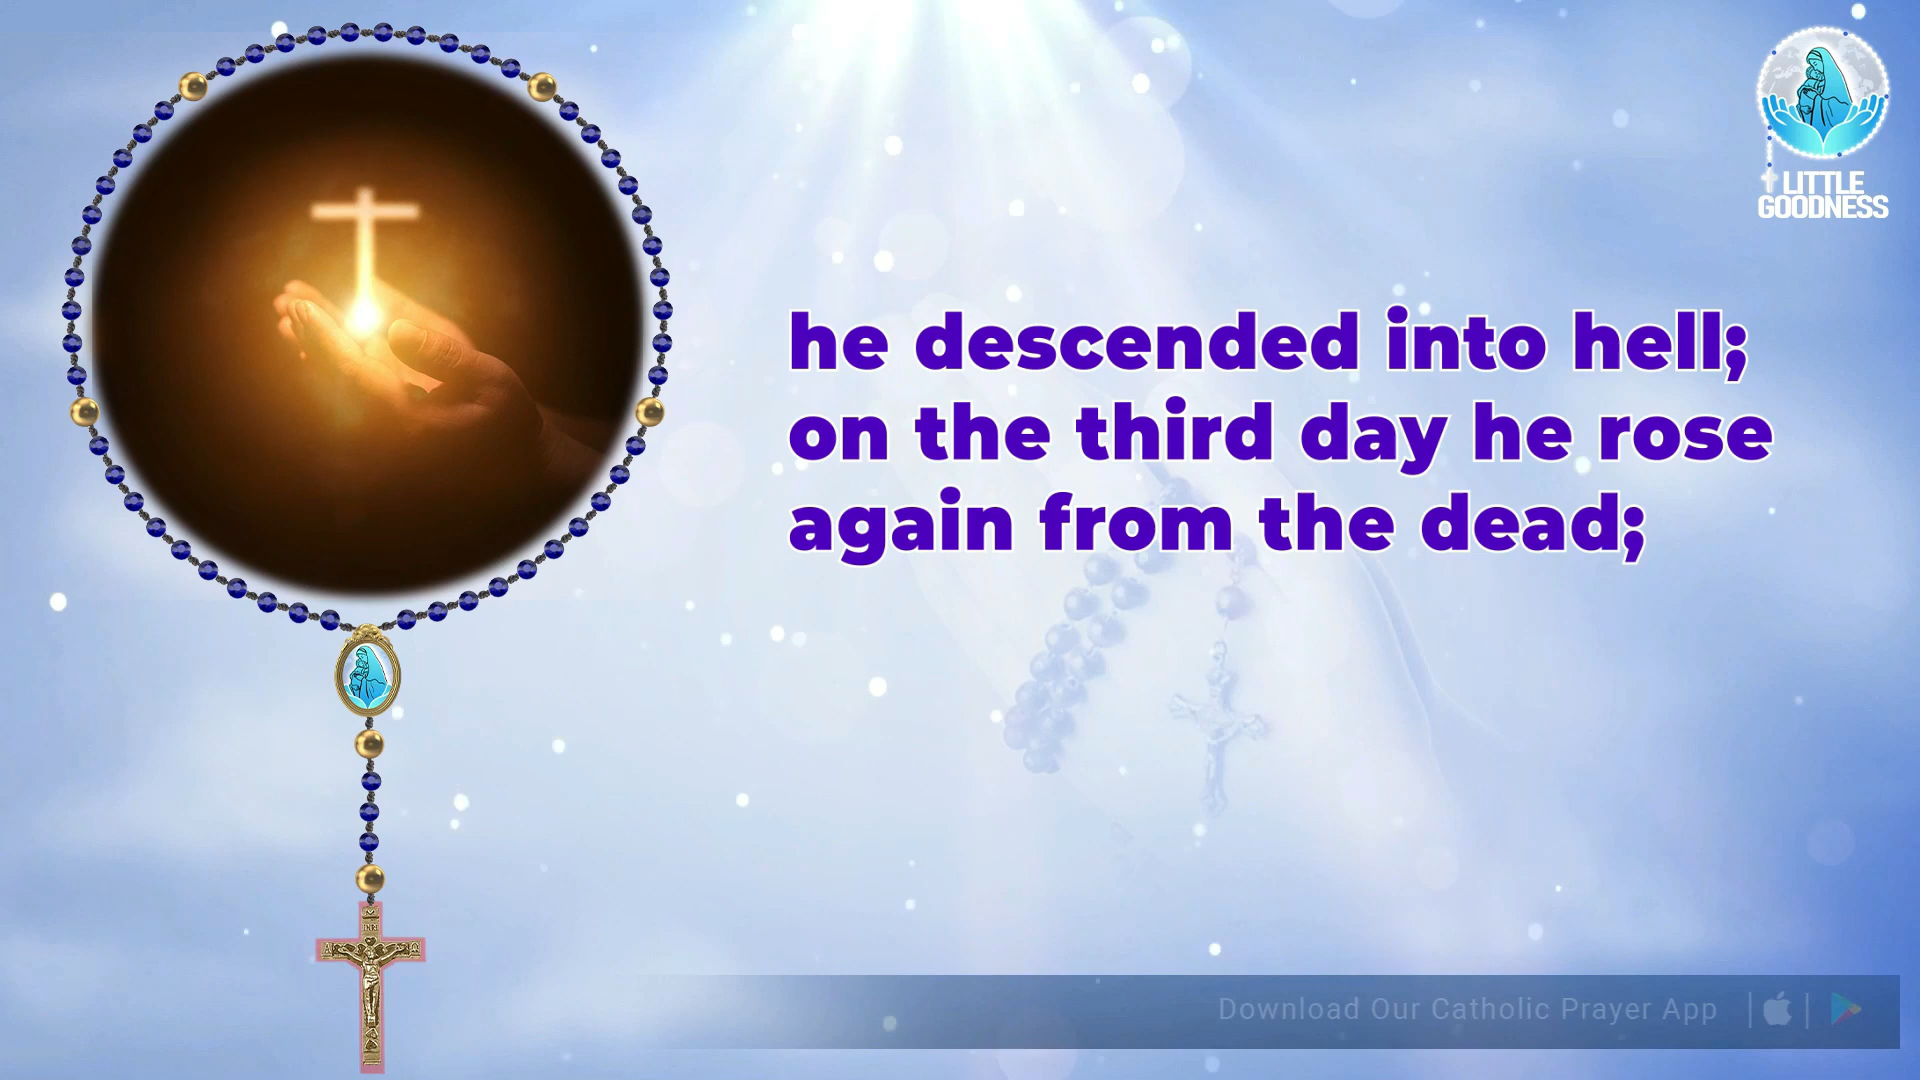 LITTLE
GOODNESS
he descended into hell;
on the third day he rose
again from the dead;
INRI
Download Our Catholic Prayer App